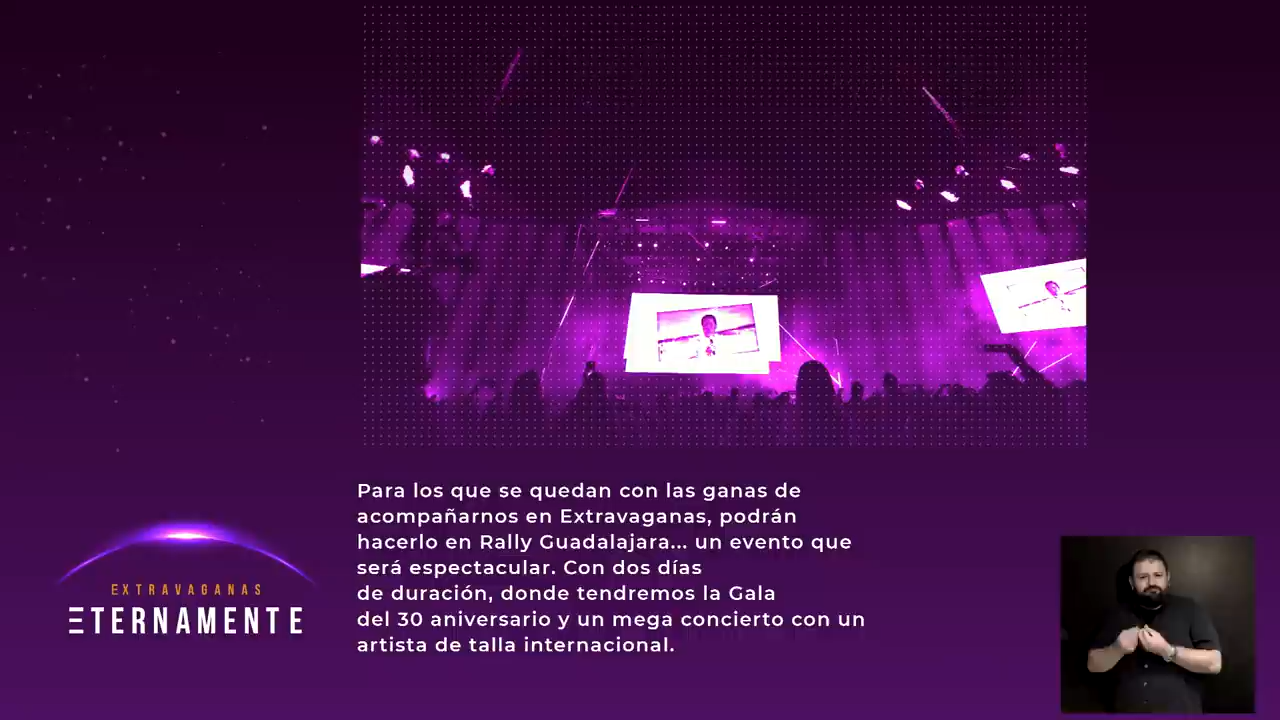 Para los que se quedan con las ganas de
acompañarnos en Extravaganas, podrán
hacerlo en Rally Guadalajara... un evento que
será espectacular. Con dos días
de duración, donde tendremos la Gala
del 30 aniversario y un mega concierto con un
artista de talla internacional.
EXTRAVAGANAS
ETERNAMENTE